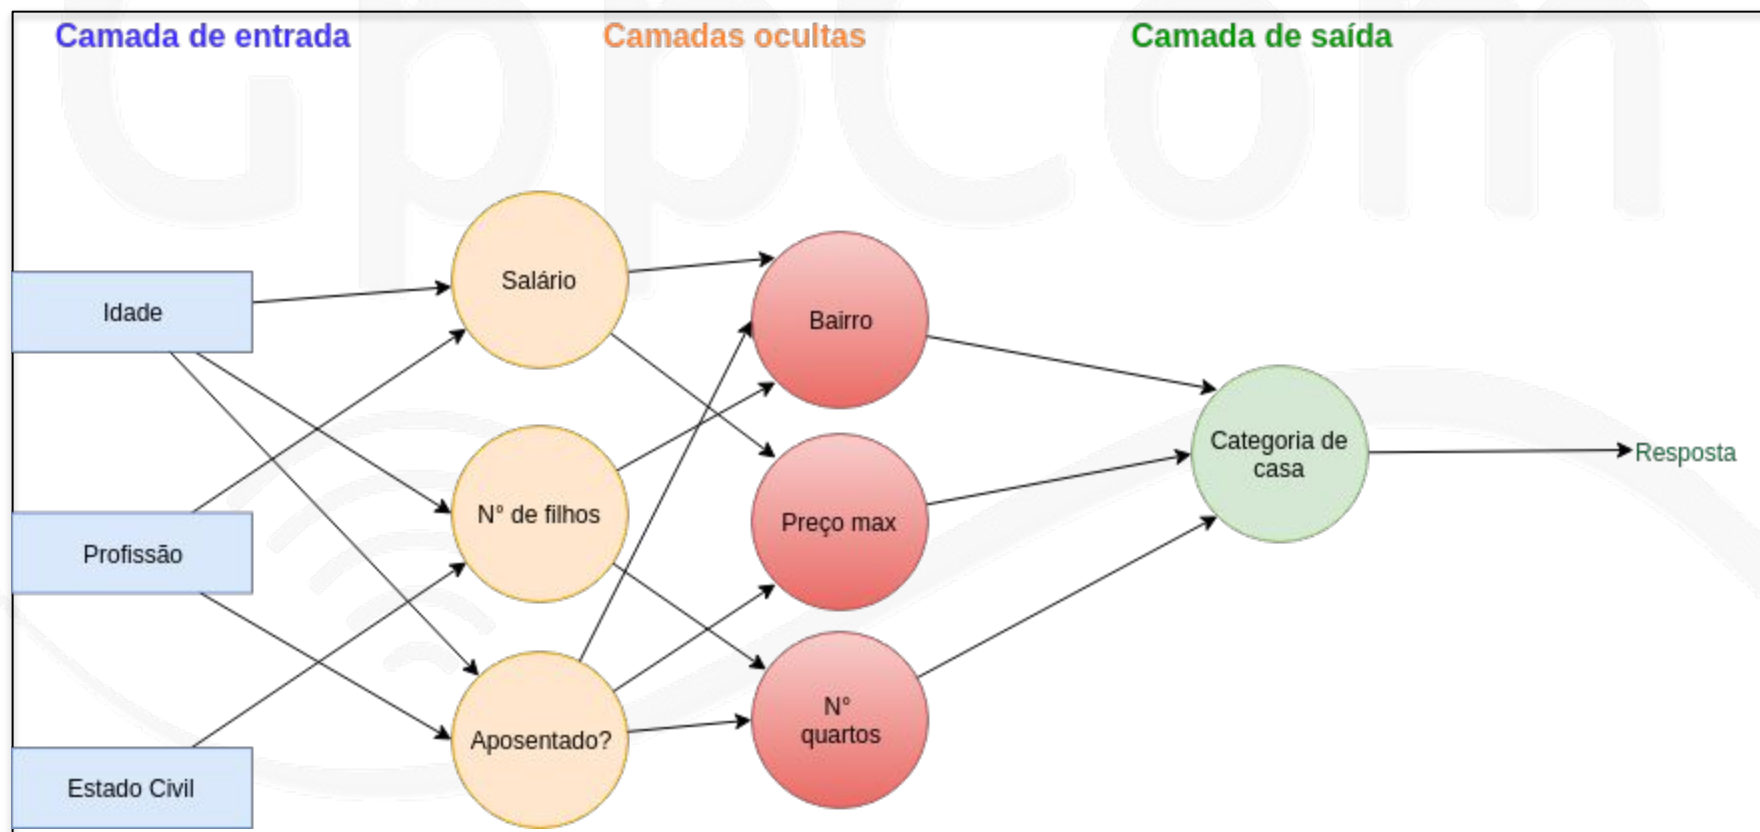 GppCom
Camada de entrada
Camadas ocultas
Camada de saída
Idade
Profissão
Estado Civil
Salário
N° de filhos
Aposentado?
Bairro
Preço max
N°
quartos
Categoria de
casa
Resposta